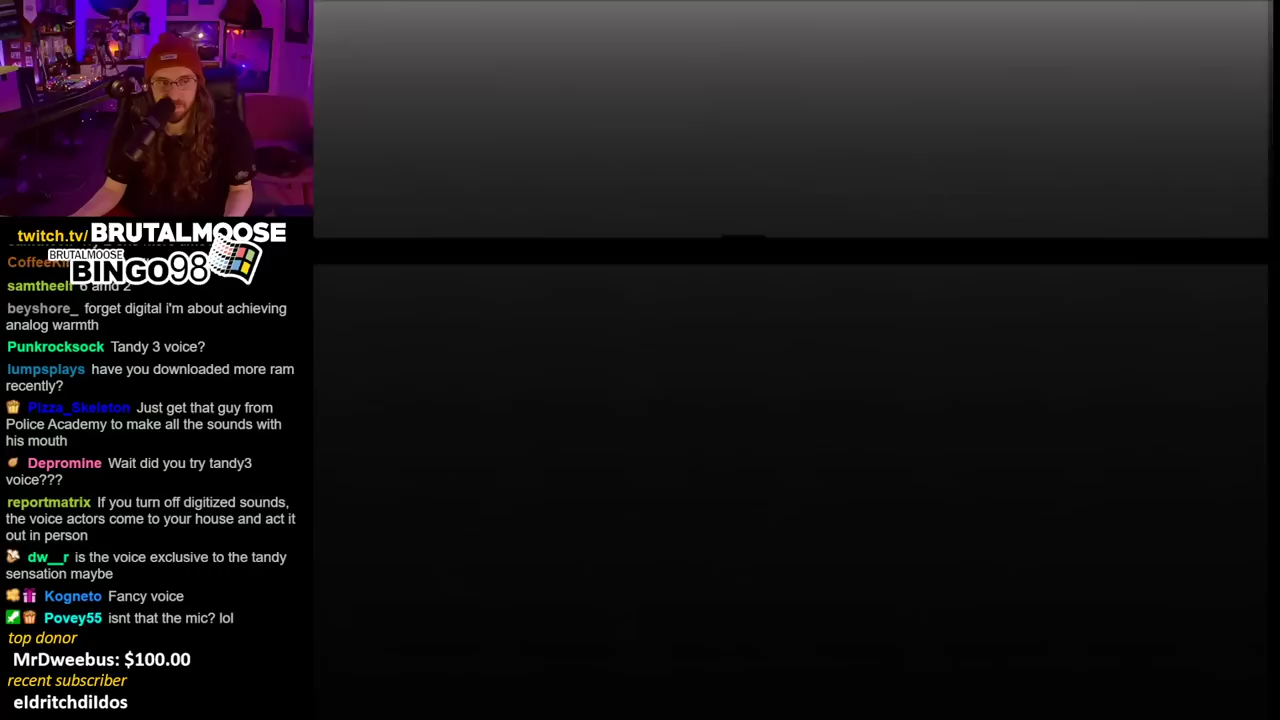 twitch.tv/BRUTALMOOSE
BRUTALMOOSE
BINGO98
samtheelf 6 amd 2
beyshore_ forget digital i'm about achieving
analog warmth
Punkrocksock Tandy 3 voice?
lumpsplays have you downloaded more ram
recently?
Pizza_Skeleton Just get that guy from
Police Academy to make all the sounds with
his mouth
Depromine Wait did you try tandy3
voice???
reportmatrix If you turn off digitized sounds,
the voice actors come to your house and act it
out in person
dw__r is the voice exclusive to the tandy
sensation maybe
Kogneto Fancy voice
Povey55 isnt that the mic? lol
top donor
MrDweebus: $100.00
recent subscriber
eldritchdildos